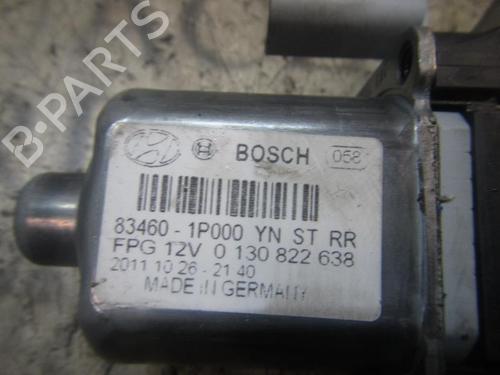 B-PARTS
BOSCH 058
83460-1P000 YN ST RR
FPG 12V 0 130 822 638
2011 10 26-21 40
MADE IN GERMANY